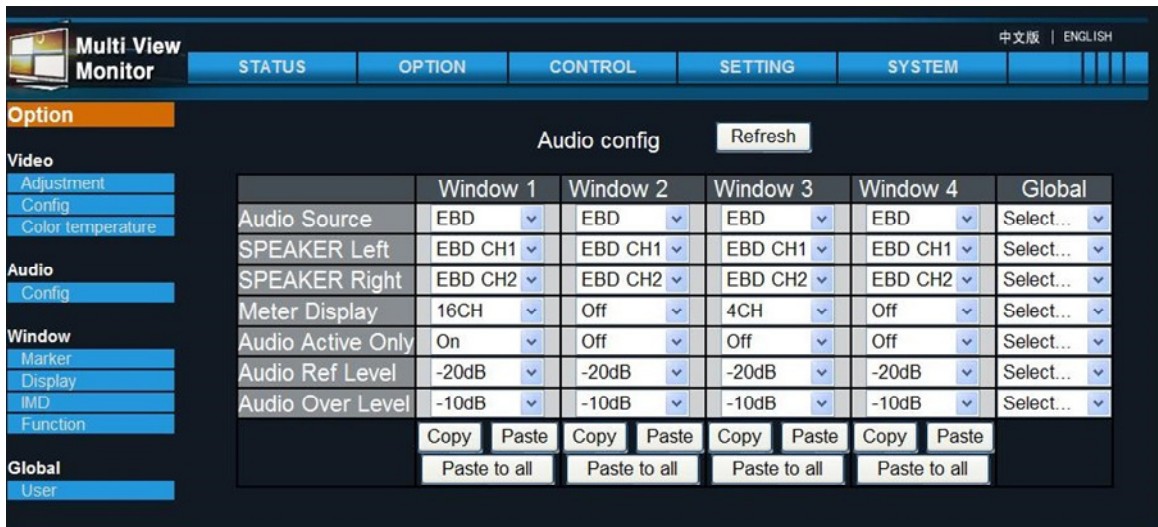 Multi View
Monitor
中文版 | ENGLISH
STATUS OPTION CONTROL SETTING SYSTEM
Option
Video
Adjustment
Config
Color temperature
Audio
Config
Window
Marker
Display
IMD
Function
Global
User
Audio config Refresh
Window 1 Window 2 Window 3 Window 4 Global
Audio Source EBD EBD EBD EBD Select...
SPEAKER Left EBD CH1 EBD CH1 EBD CH1 EBD CH1 Select...
SPEAKER Right EBD CH2 EBD CH2 EBD CH2 EBD CH2 Select...
Meter Display 16CH Off 4CH Off Select...
Audio Active Only On Off Off Off Select...
Audio Ref Level -20dB -20dB -20dB -20dB Select...
Audio Over Level -10dB -10dB -10dB -10dB Select...
Copy Paste Copy Paste Copy Paste Copy Paste
Paste to all Paste to all Paste to all Paste to all